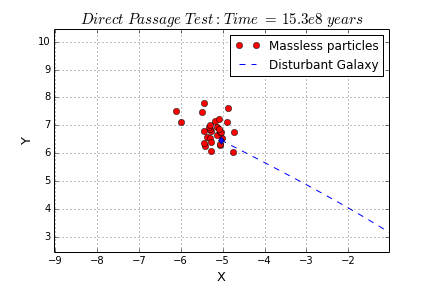 Direct Passage Test: Time = 15.3e8 years
Massless particles
Disturbant Galaxy
Y
10
9
8
7
6
5
4
3
−9 −8 −7 −6 −5 −4 −3 −2
X